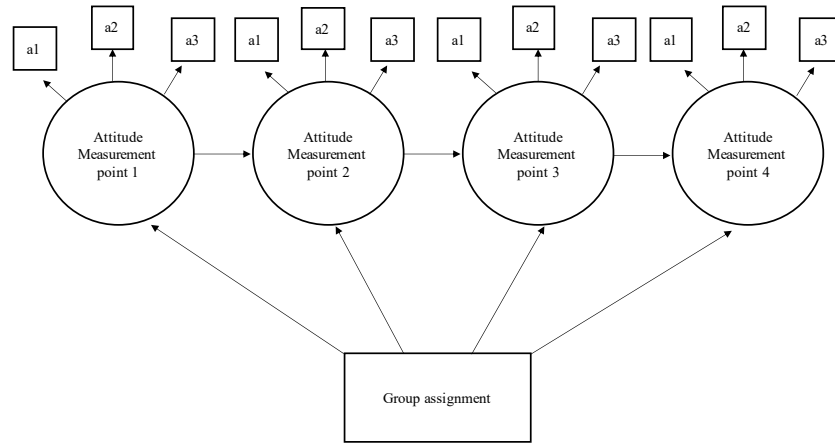 a1
a2
a3
a1
a2
a3
a1
a2
a3
a1
a2
a3
Attitude
Measurement
point 1
Attitude
Measurement
point 2
Attitude
Measurement
point 3
Attitude
Measurement
point 4
Group assignment